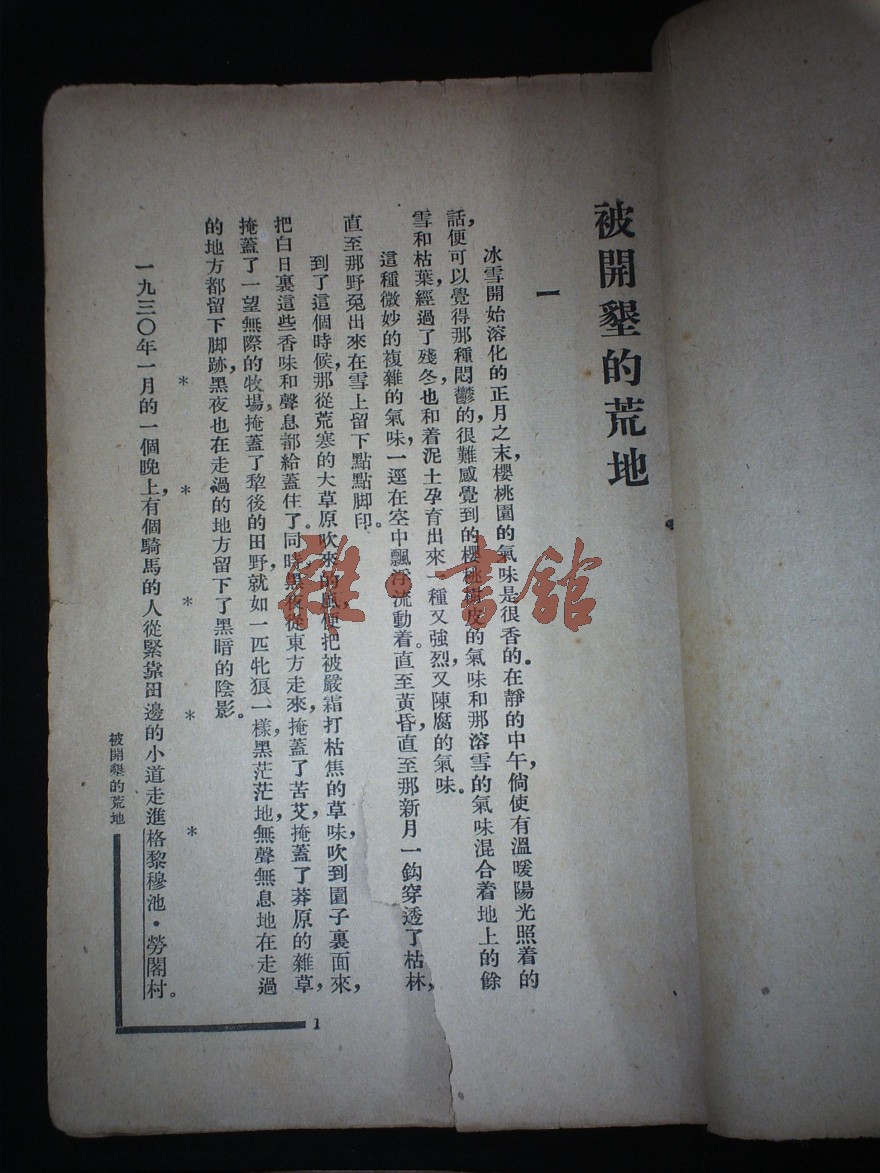 被開墾的荒地
一
冰雪開始溶化的正月之末，櫻桃園的氣味是很香的。在靜的中午，倘使有溫暖陽光照着的
話，便可以覺得那種悶鬱的，很難感覺到的櫻桃樹皮的氣味和那溶雪的氣味混合着地上的餘
雪和枯葉，經過了殘冬，也和着泥土孕育出來一種又強烈，又陳腐的氣味。
這種微妙的複雜的氣味，一逕在空中飄浮流動着。直至黃昏，直至那新月一鈎穿透了枯林，
直至那野兔出來在雪上留下點點脚印。
到了這個時候，那從荒寒的大草原吹來的風，便把被嚴霜打枯焦的草味，吹到園子裏面來，
把白日裏這些香味和聲息都給蓋住了。同時黑夜從東方走來，掩蓋了苦艾，掩蓋了莽原的雜草，
掩蓋了一望無際的牧場，掩蓋了犂後的田野，就如一匹牝狼一樣，黑茫茫地，無聲無息地在走過
的地方都留下脚跡，黑夜也在走過的地方留下了黑暗的陰影。
＊　＊　＊　＊　＊
一九三〇年一月的一個晚上，有個騎馬的人從緊靠田邊的小道走進格黎穆池・勞閣村。
被開墾的荒地
1
雜・書館